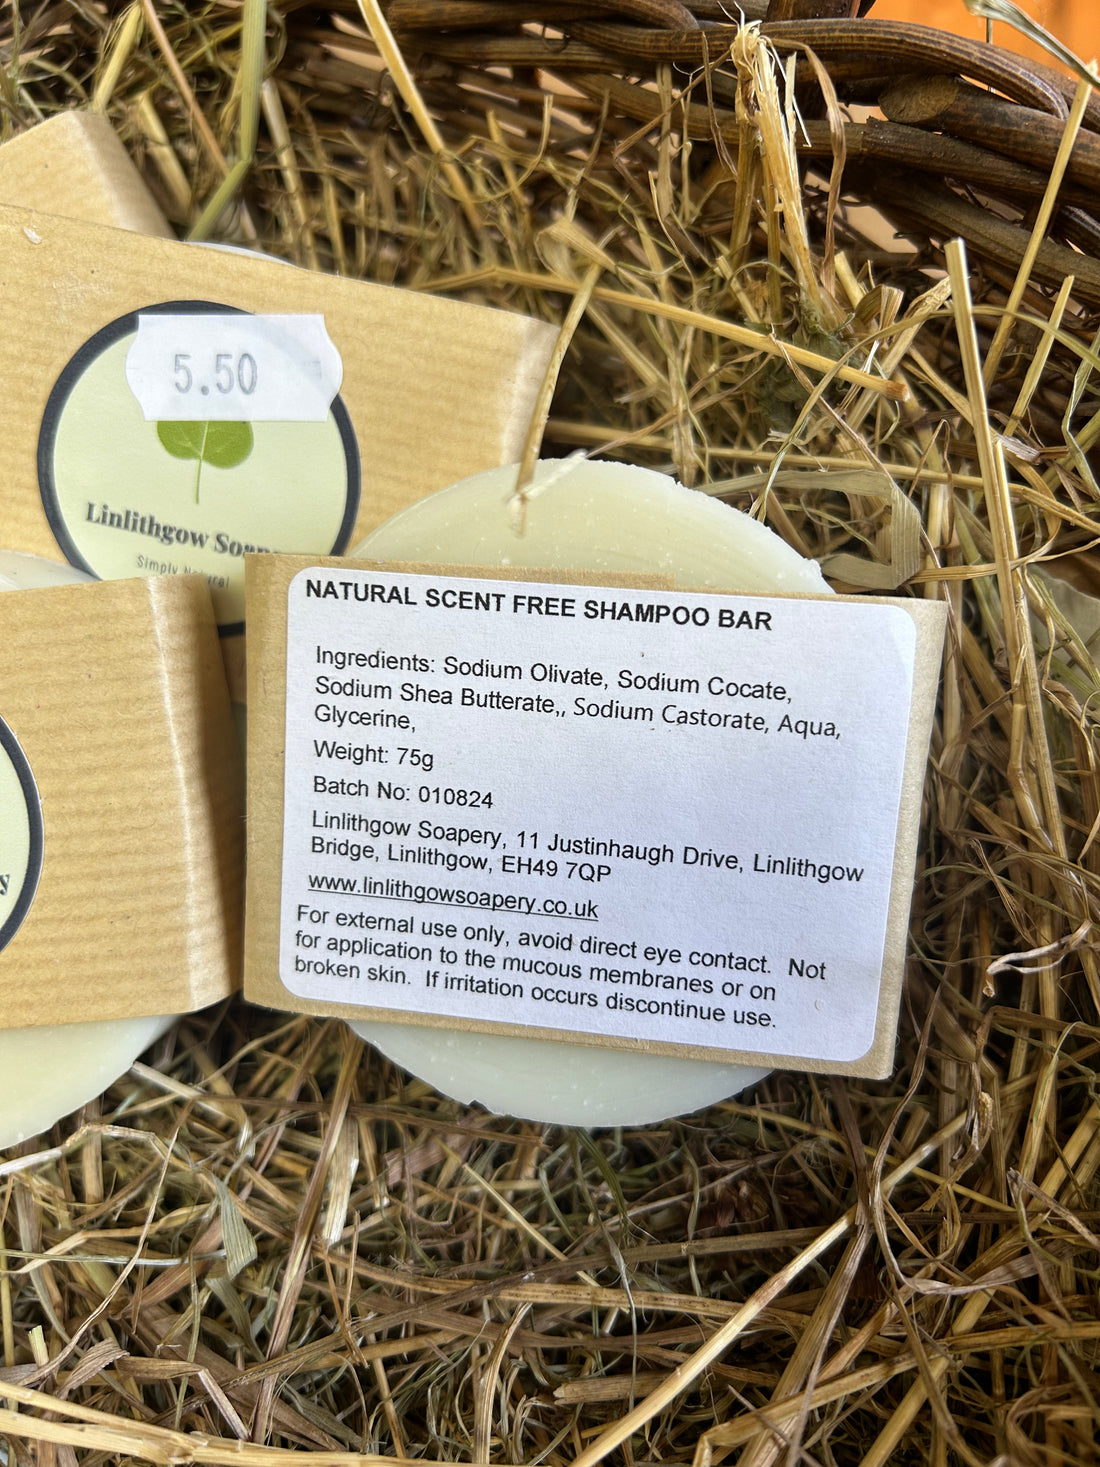 5.50
Linlithgow
Simply
NATURAL SCENT FREE SHAMPOO BAR
Ingredients: Sodium Olivate, Sodium Cocate,
Sodium Shea Butterate,, Sodium Castorate, Aqua,
Glycerine,
Weight: 75g
Batch No: 010824
Linlithgow Soapery, 11 Justinhaugh Drive, Linlithgow
Bridge, Linlithgow, EH49 7QP
www.linlithgowsoapery.co.uk
For external use only, avoid direct eye contact.  Not
for application to the mucous membranes or on
broken skin.  If irritation occurs discontinue use.